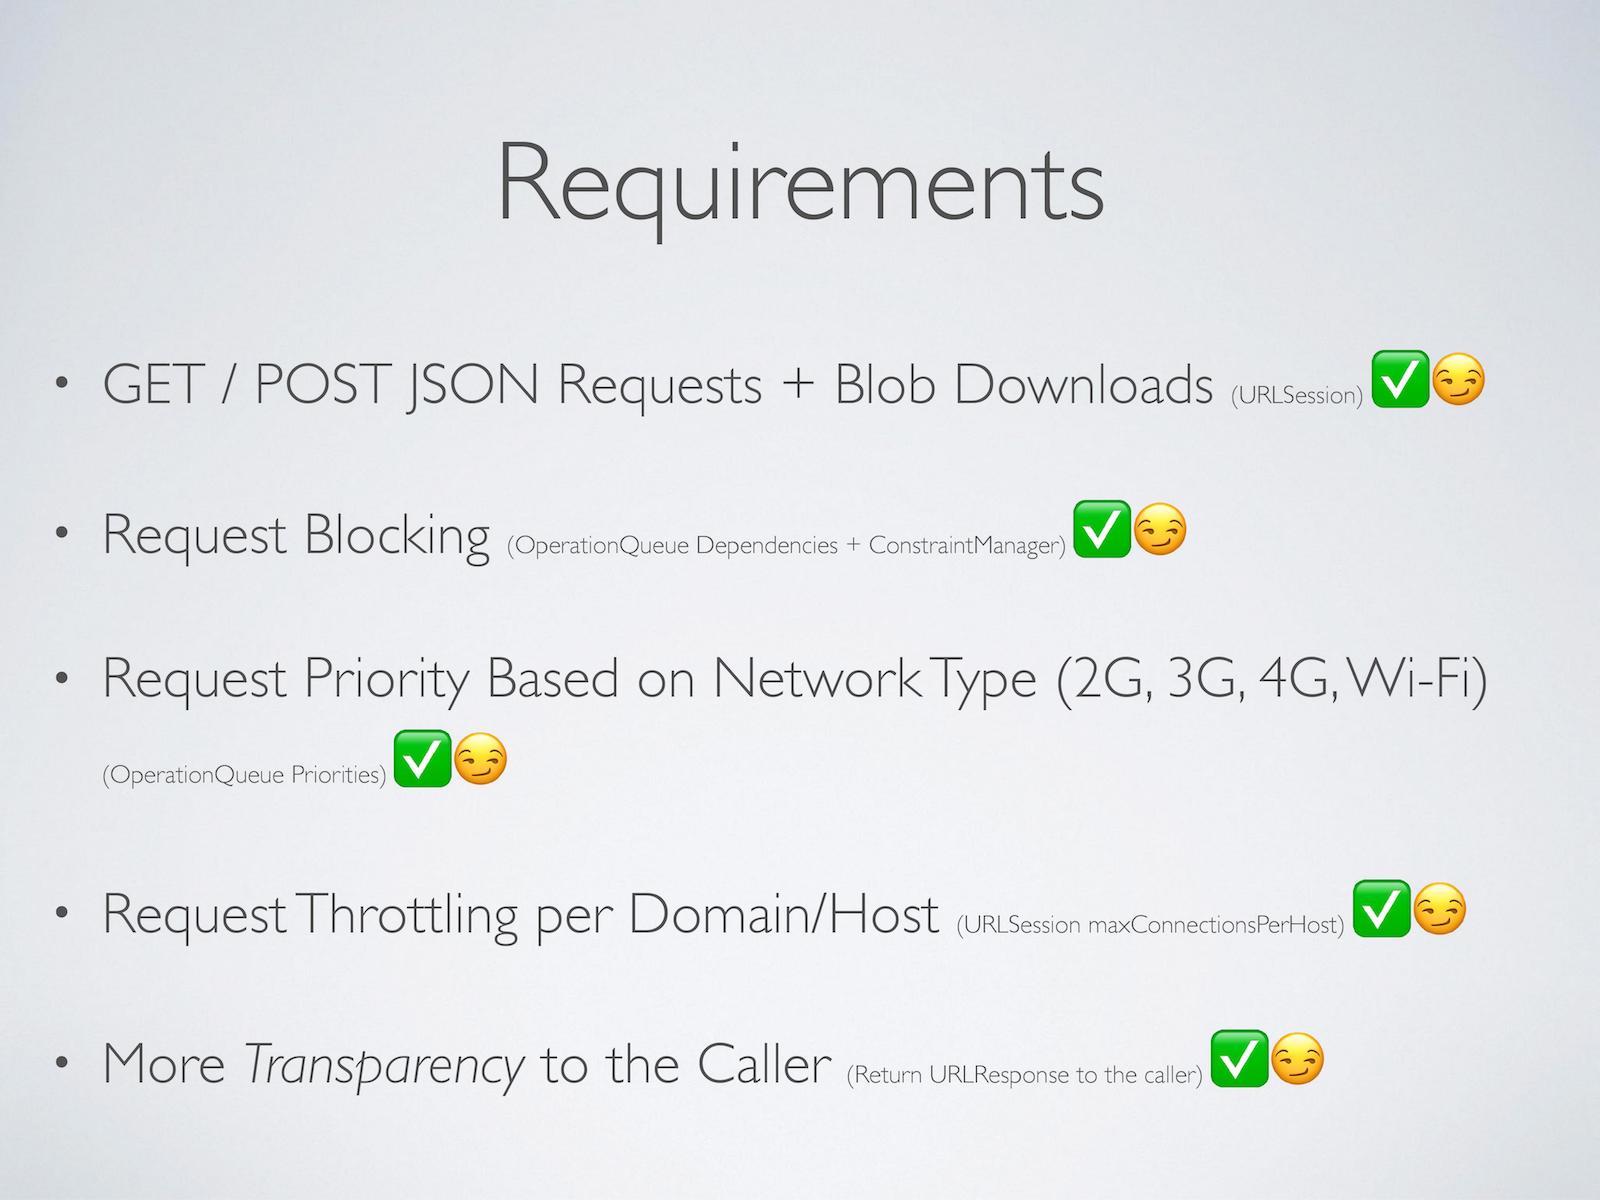 Requirements
• GET / POST JSON Requests + Blob Downloads (URLSession) ✅😏
• Request Blocking (OperationQueue Dependencies + ConstraintManager) ✅😏
• Request Priority Based on Network Type (2G, 3G, 4G, Wi-Fi)
(OperationQueue Priorities) ✅😏
• Request Throttling per Domain/Host (URLSession maxConnectionsPerHost) ✅😏
• More Transparency to the Caller (Return URLResponse to the caller) ✅😏